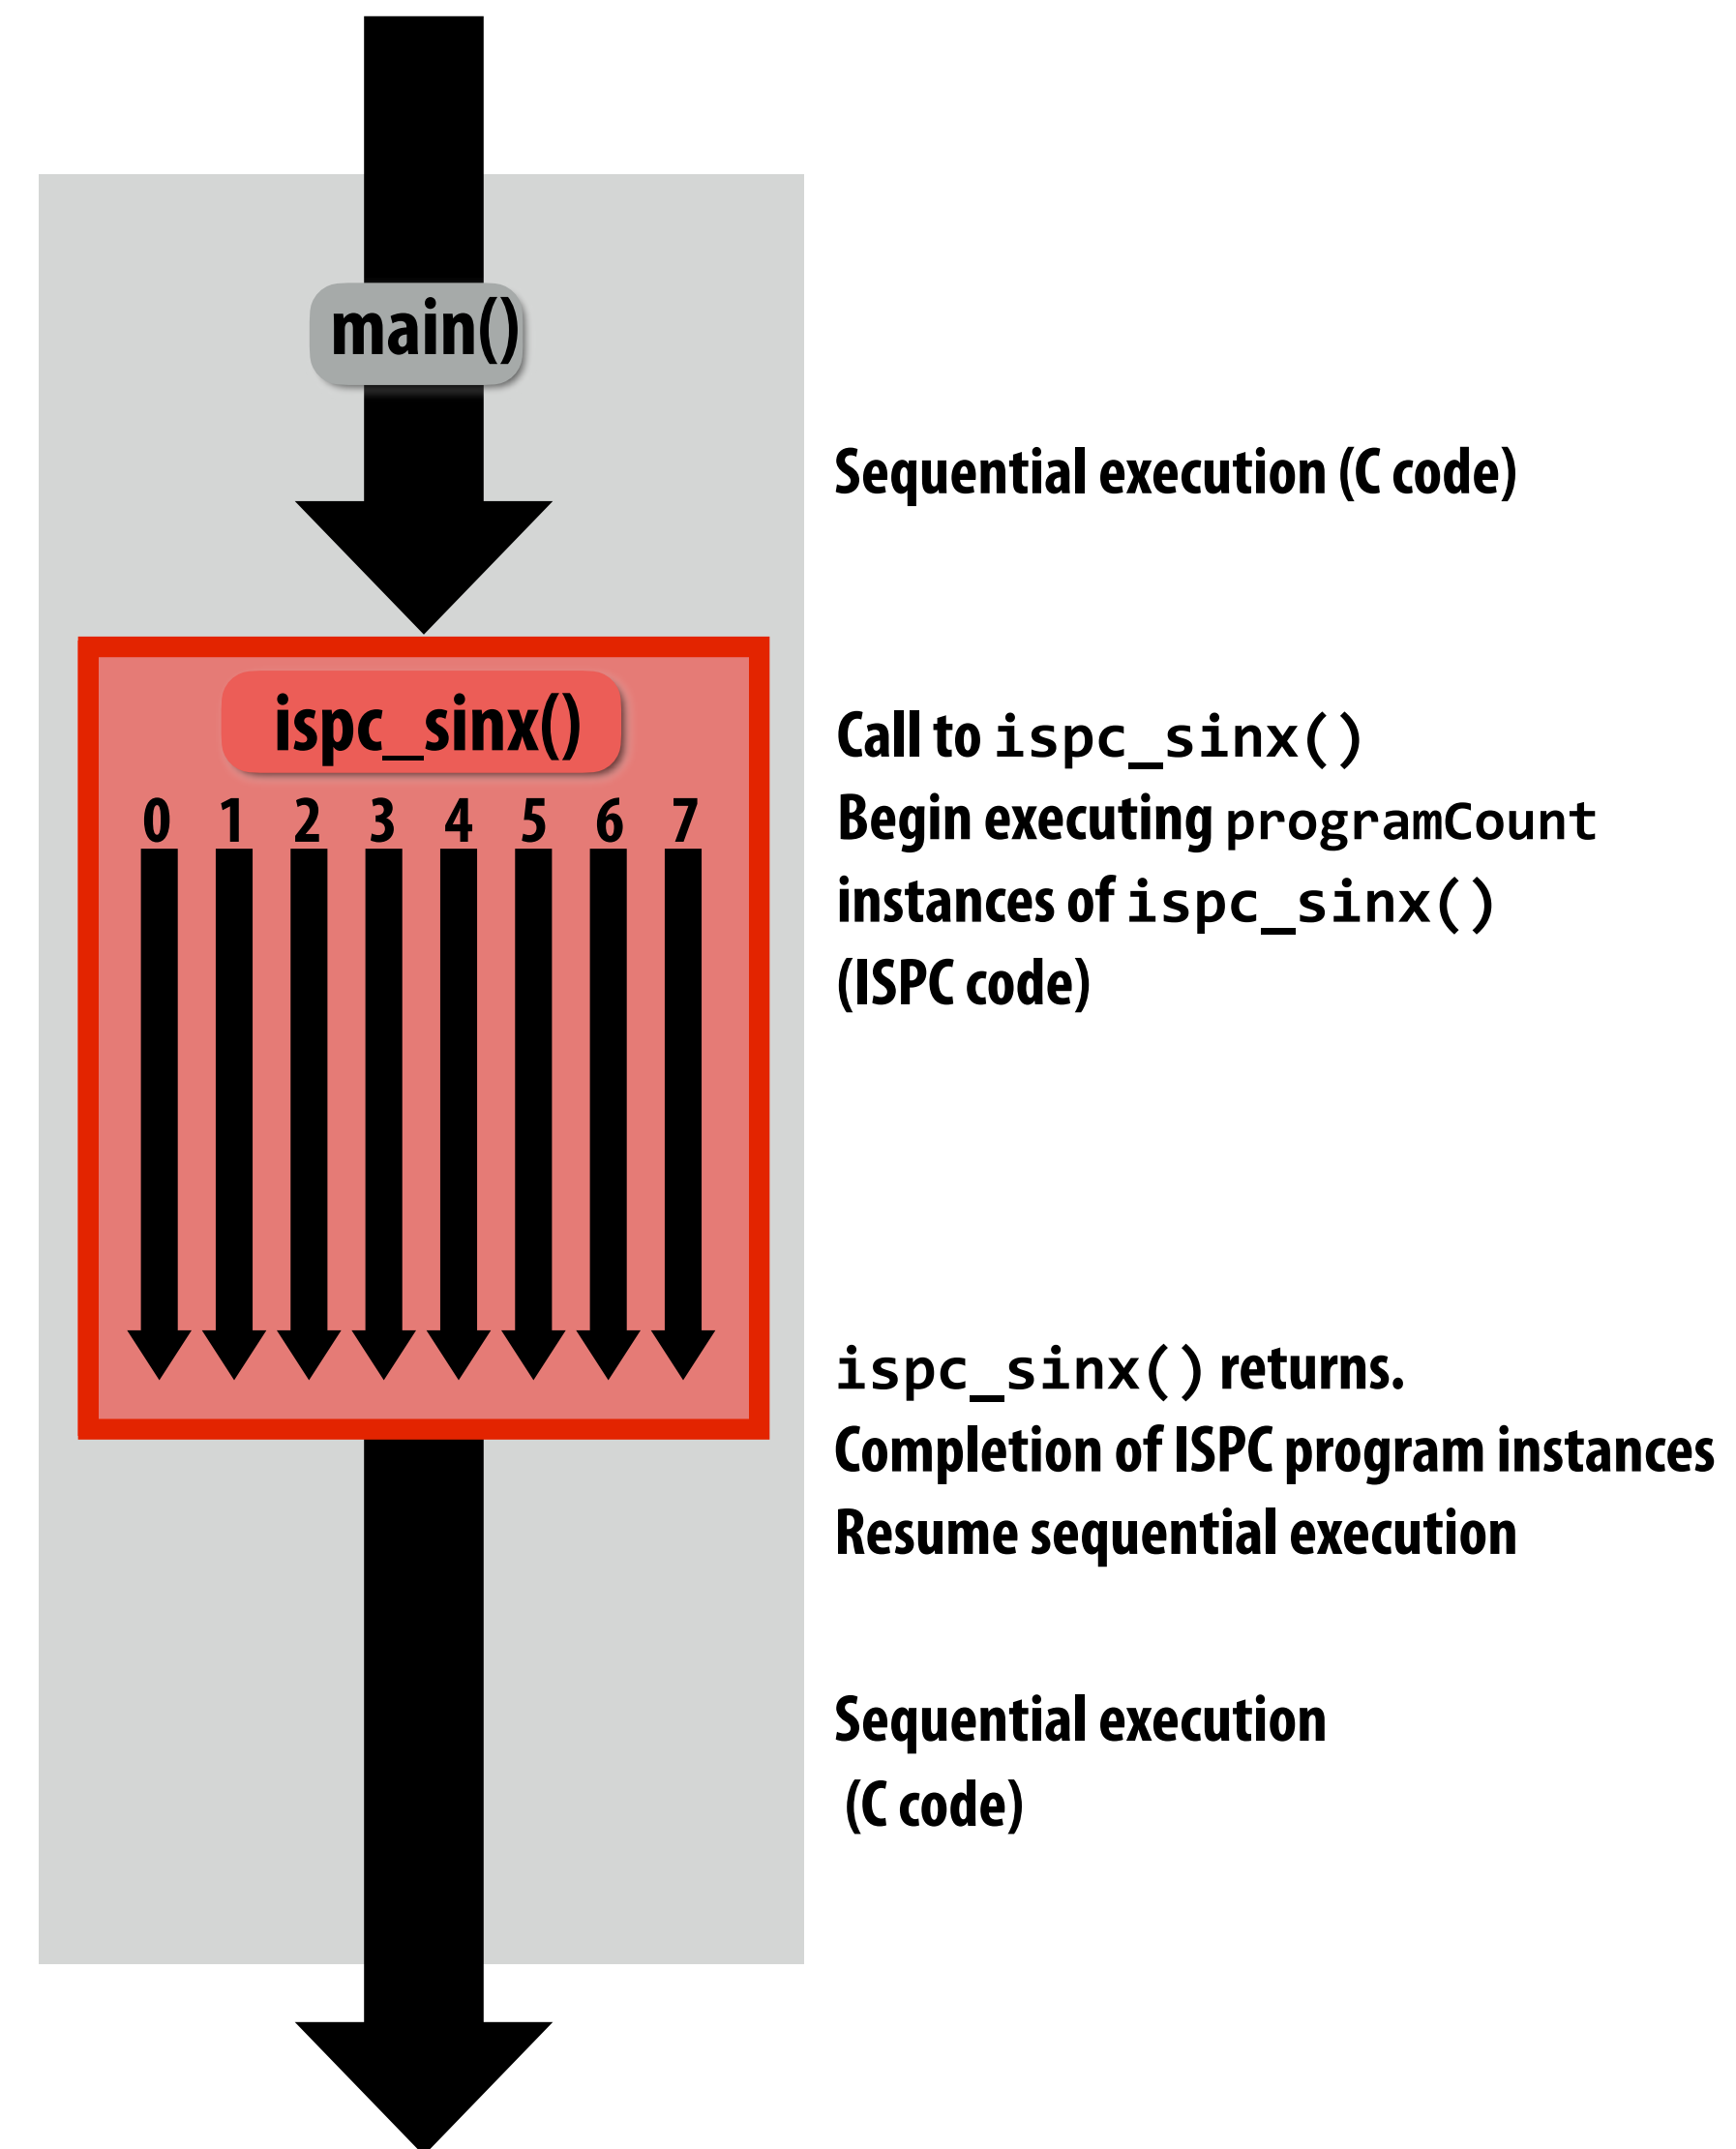 main()
Sequential execution (C code)
ispc_sinx()
0 1 2 3 4 5 6 7
Call to ispc_sinx()
Begin executing programCount
instances of ispc_sinx()
(ISPC code)
ispc_sinx() returns.
Completion of ISPC program instances
Resume sequential execution
Sequential execution
(C code)